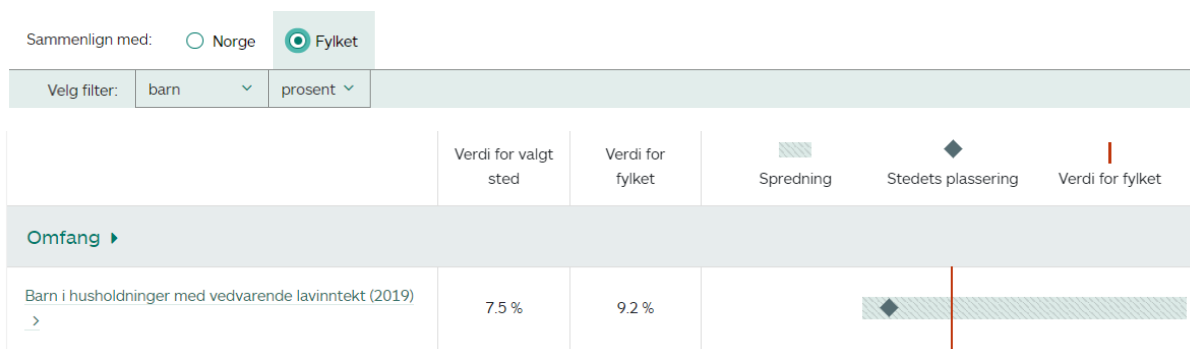 Sammenlign med: Norge Fylket
Velg filter: barn prosent
Verdi for valgt sted
Verdi for fylket
Spredning
Stedets plassering
Verdi for fylket
Omfang
Barn i husholdninger med vedvarende lavinntekt (2019)
7.5 %
9.2 %